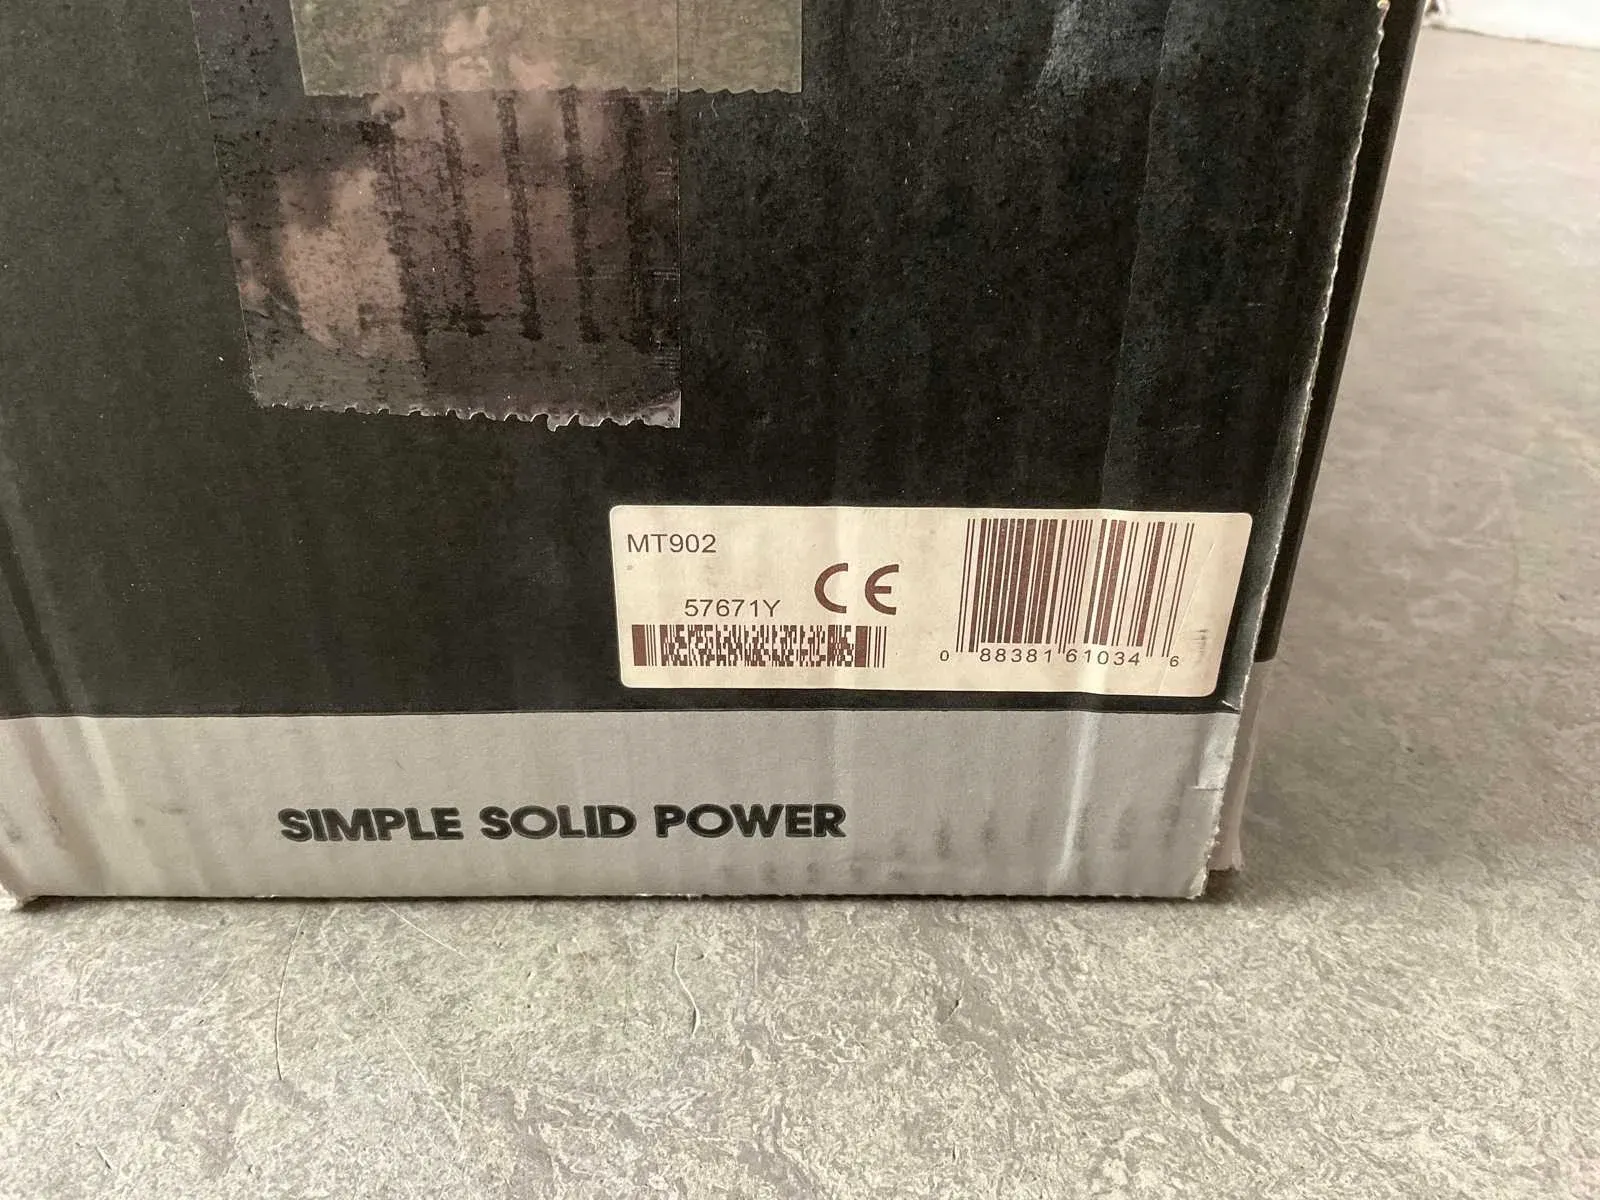 MT902
57671Y
CE
0 88381 61034 6
SIMPLE SOLID POWER